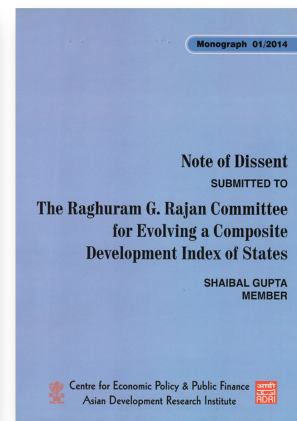 Monograph 01/2014
Note of Dissent
SUBMITTED TO
The Raghuram G. Rajan Committee
for Evolving a Composite
Development Index of States
SHAIBAL GUPTA
MEMBER
Centre for Economic Policy & Public Finance
Asian Development Research Institute
ADRI